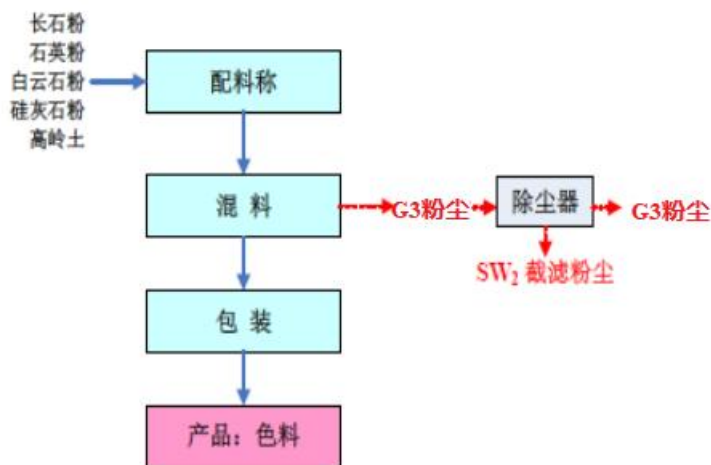 长石粉
石英粉
白云石粉
硅灰石粉
高岭土
配料称
混料
G3粉尘
除尘器
G3粉尘
SW₂ 截滤粉尘
包装
产品：色料